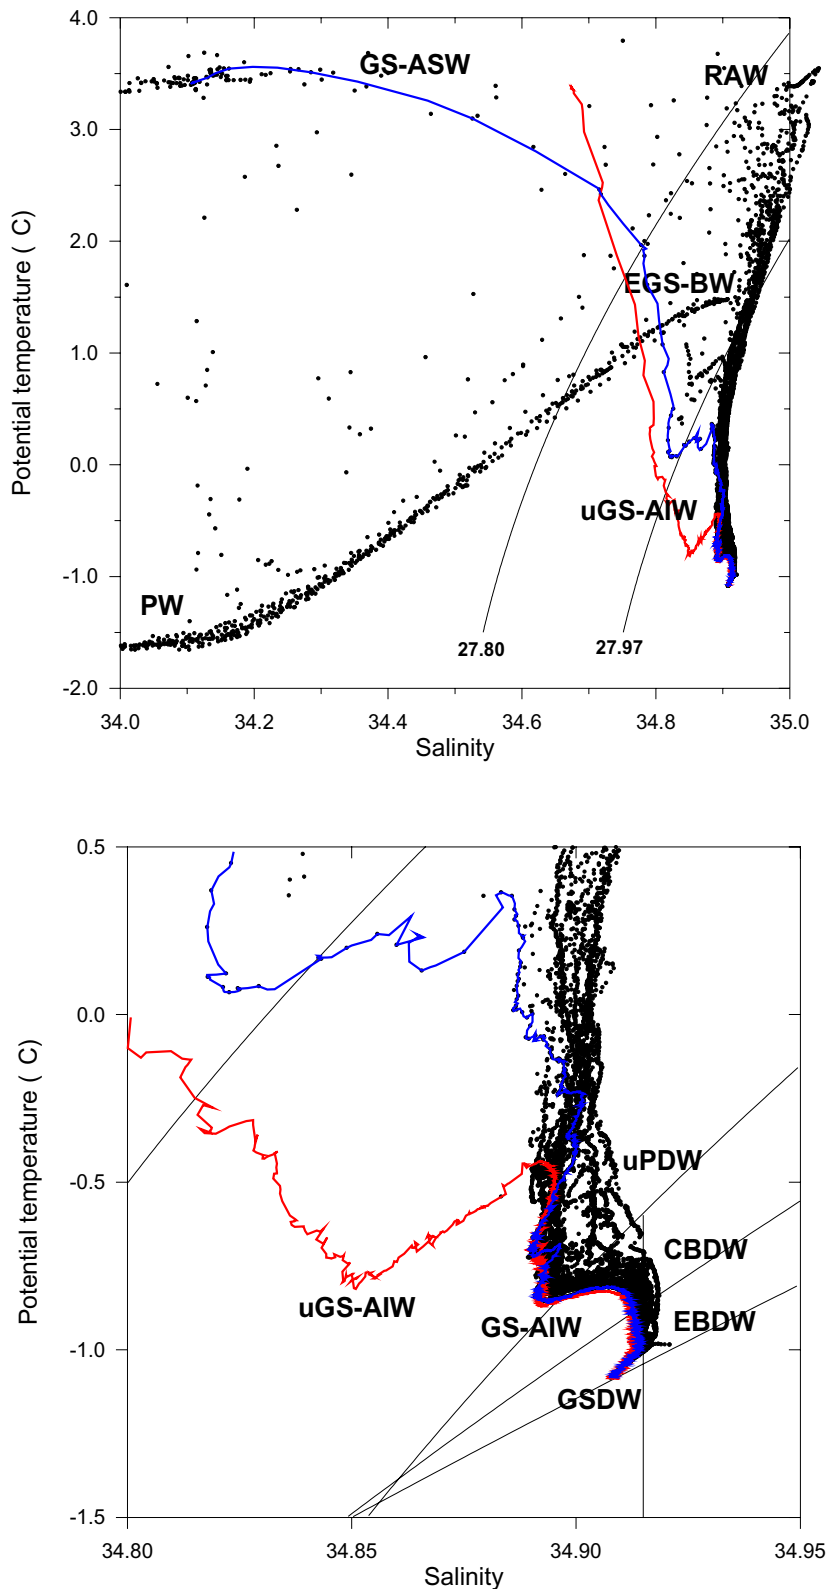 4.0
GS-ASW
RAW
3.0
2.0
EGS-BW
1.0
0.0
uGS-AIW
-1.0
PW
27.80
27.97
-2.0
34.0 34.2 34.4 34.6 34.8 35.0
Salinity
Potential temperature ( C)
0.5
0.0
-0.5
uPDW
CBDW
uGS-AIW
GS-AIW
EBDW
-1.0
GSDW
-1.5
34.80 34.85 34.90 34.95
Salinity
Potential temperature ( C)